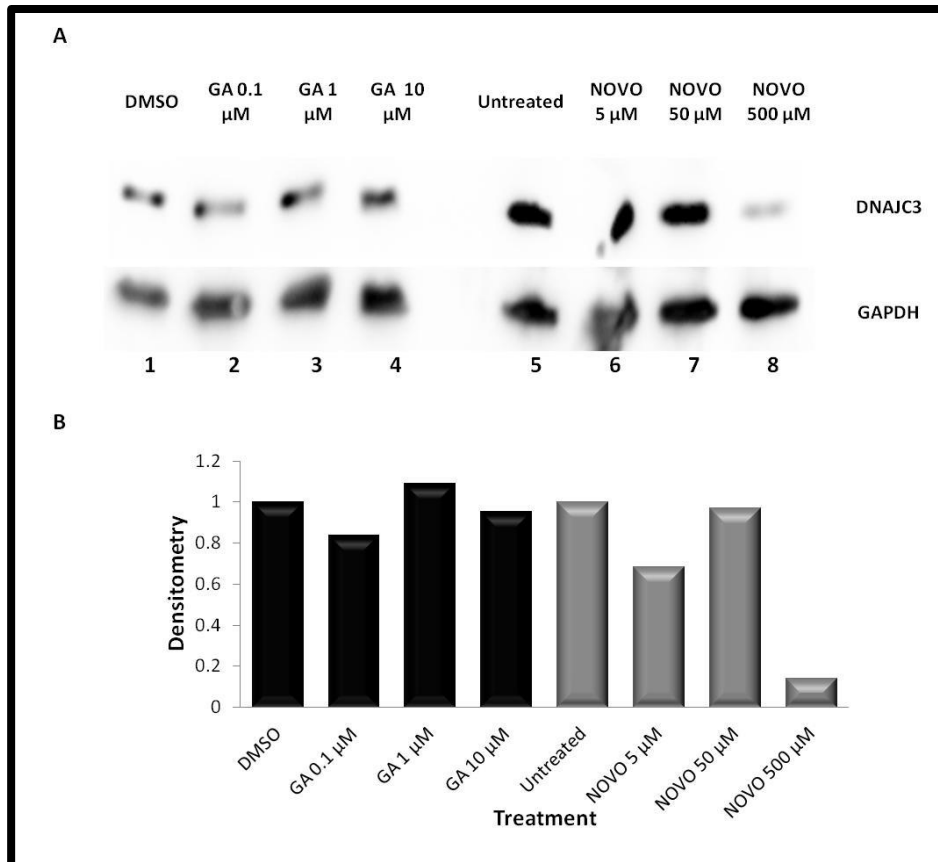 A
DMSO
GA 0.1 µM
GA 1 µM
GA 10 µM
Untreated
NOVO 5 µM
NOVO 50 µM
NOVO 500 µM
DNAJC3
GAPDH
1 2 3 4 5 6 7 8
B
1.2
1
0.8
0.6
0.4
0.2
0
Densitometry
DMSO
GA 0.1 µM
GA 1 µM
GA 10 µM
Untreated
NOVO 5 µM
NOVO 50 µM
NOVO 500 µM
Treatment